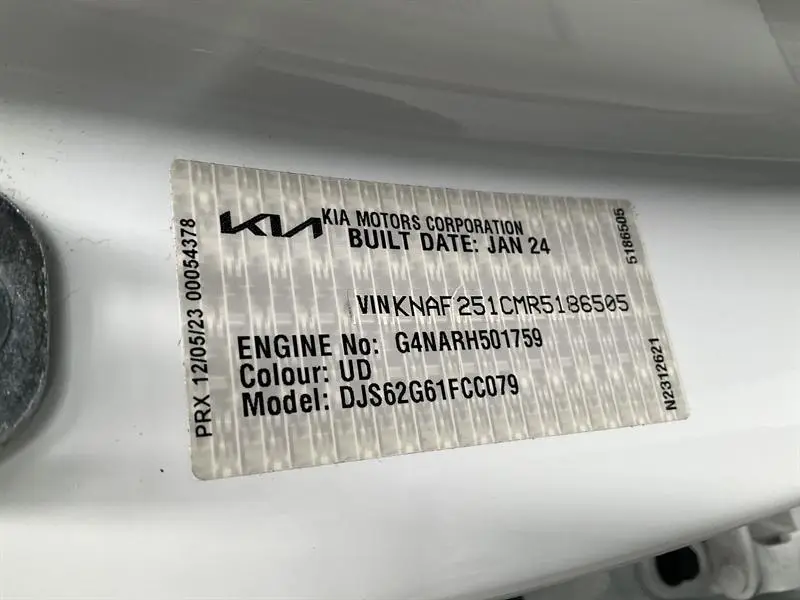 KIA KIA MOTORS CORPORATION
BUILT DATE: JAN 24
VIN KNAF251CMR5186505
ENGINE No: G4NARH501759
Colour: UD
Model: DJS62G61FCC079
PRX 12/05/23 00054378
5186505
N2312621